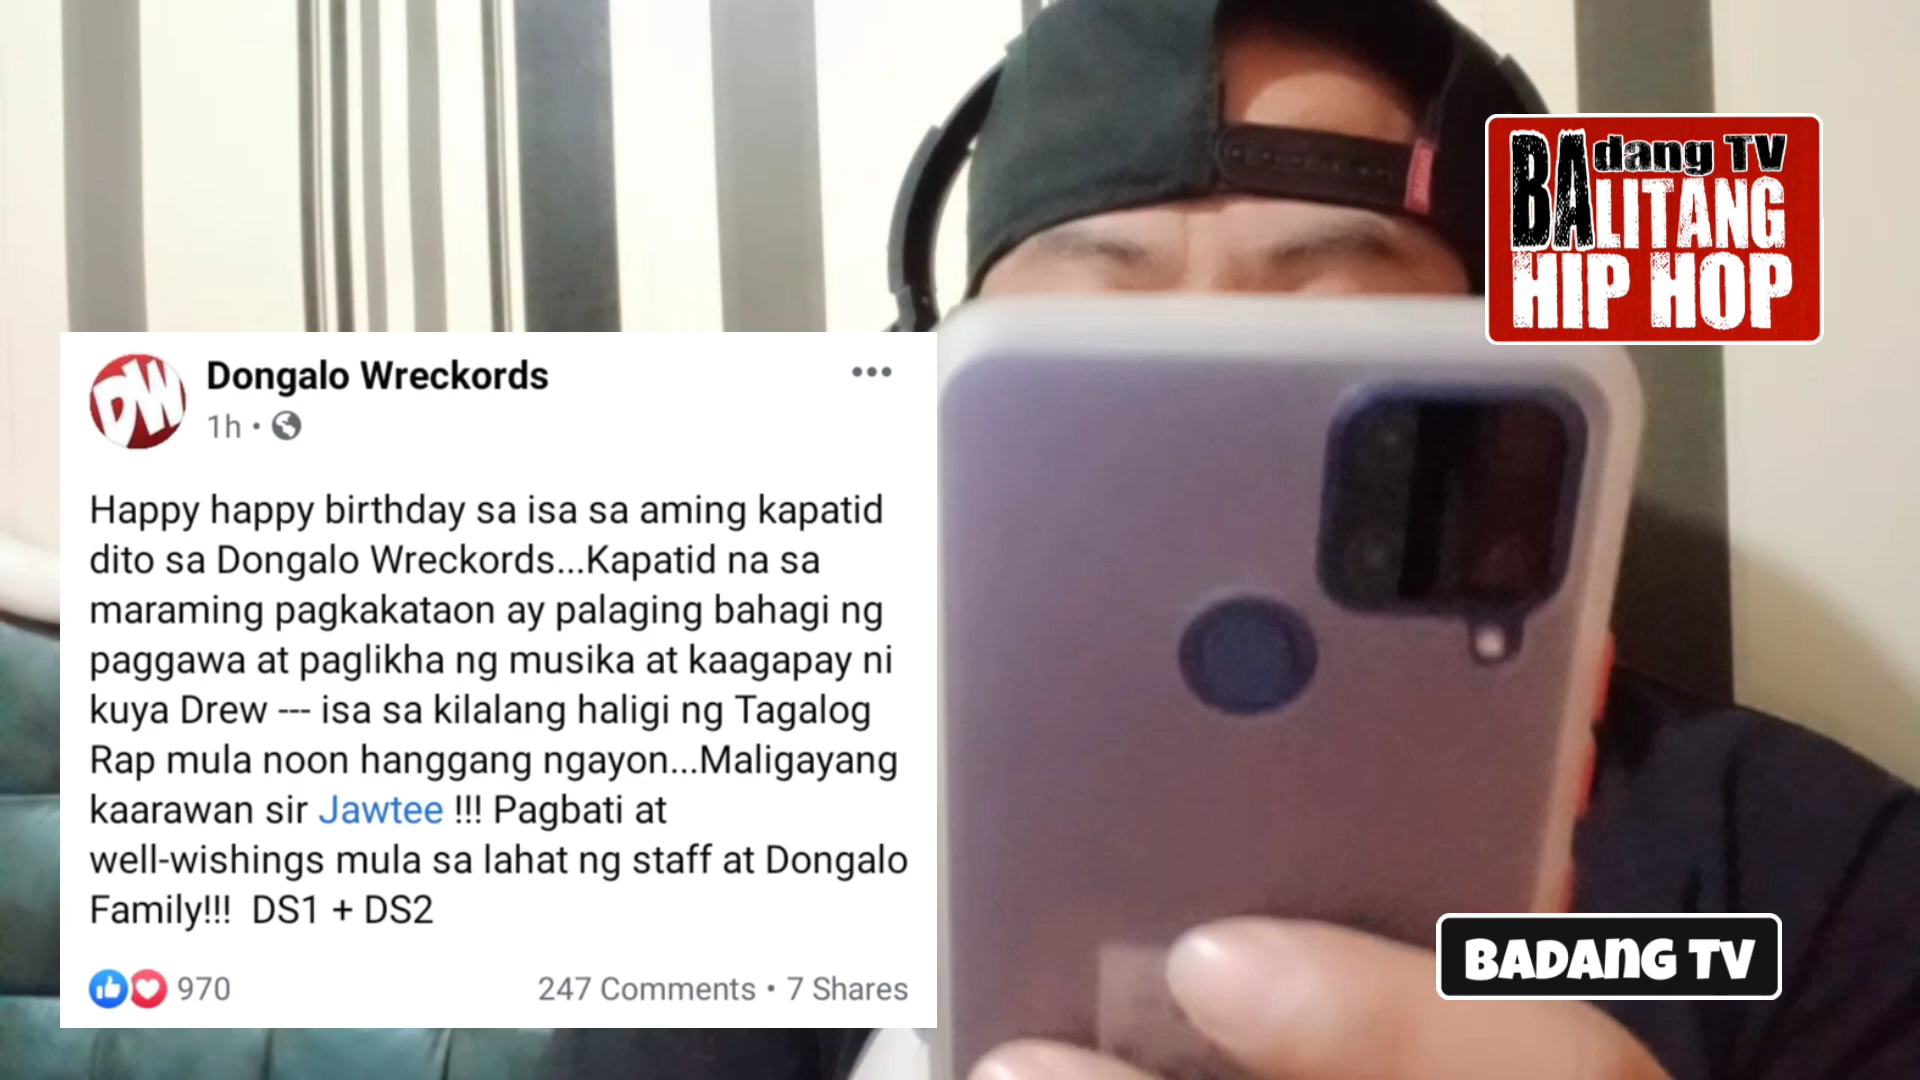 BAdang TV
BALITANG
HIP HOP
DW
Dongalo Wreckords
1h •
Happy happy birthday sa isa sa aming kapatid
dito sa Dongalo Wreckords...Kapatid na sa
maraming pagkakataon ay palaging bahagi ng
paggawa at paglikha ng musika at kaagapay ni
kuya Drew --- isa sa kilalang haligi ng Tagalog
Rap mula noon hanggang ngayon...Maligayang
kaarawan sir Jawtee !!! Pagbati at
well-wishings mula sa lahat ng staff at Dongalo
Family!!! DS1 + DS2
970
247 Comments • 7 Shares
BADANG TV